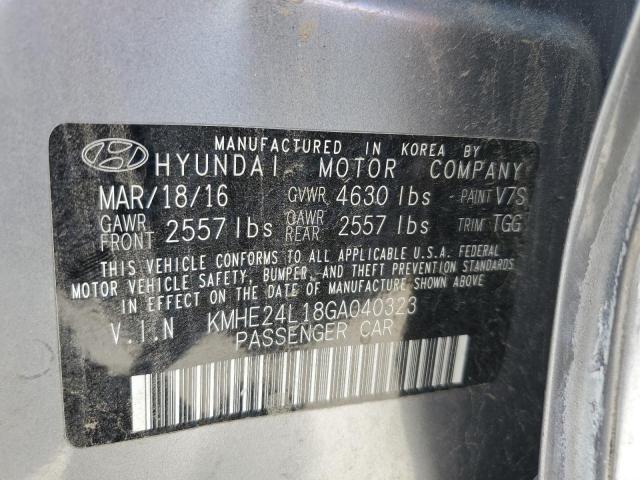 MANUFACTURED IN KOREA BY
HYUNDAI MOTOR COMPANY
MAR/18/16 GVWR 4630 lbs PAINT V7S
GAWR FRONT 2557 lbs GAWR REAR 2557 lbs TRIM TGG
THIS VEHICLE CONFORMS TO ALL APPLICABLE U.S.A. FEDERAL
MOTOR VEHICLE SAFETY, BUMPER, AND THEFT PREVENTION STANDARDS
IN EFFECT ON THE DATE OF MANUFACTURE SHOWN ABOVE
V.I.N KMHE24L18GA040323
PASSENGER CAR